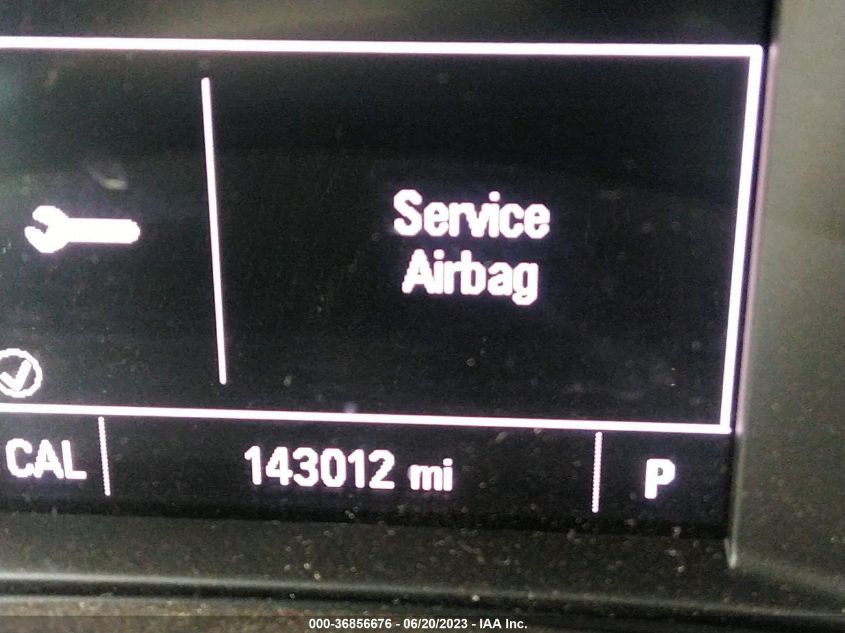 Service
Airbag
CAL 143012 mi P
000-36856676 - 06/20/2023 - IAA Inc.